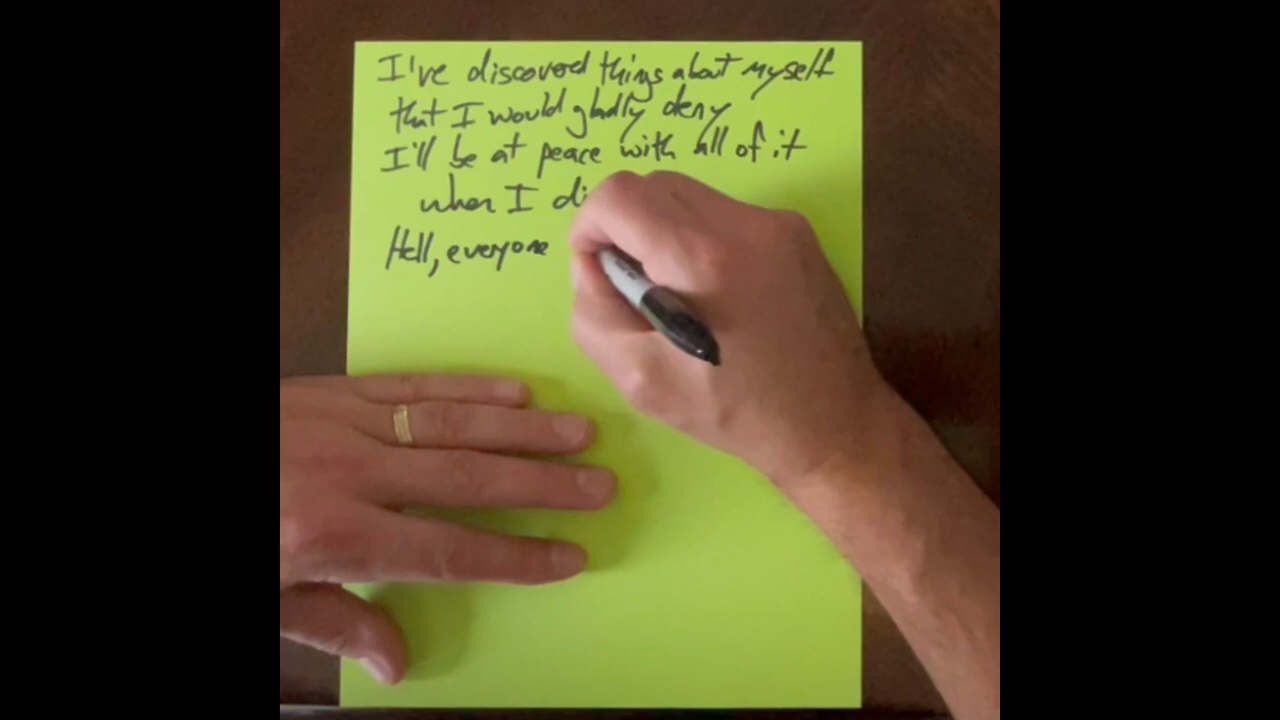 I've discovered things about myself
that I would gladly deny
I'll be at peace with all of it
when I di
Hell, everyone